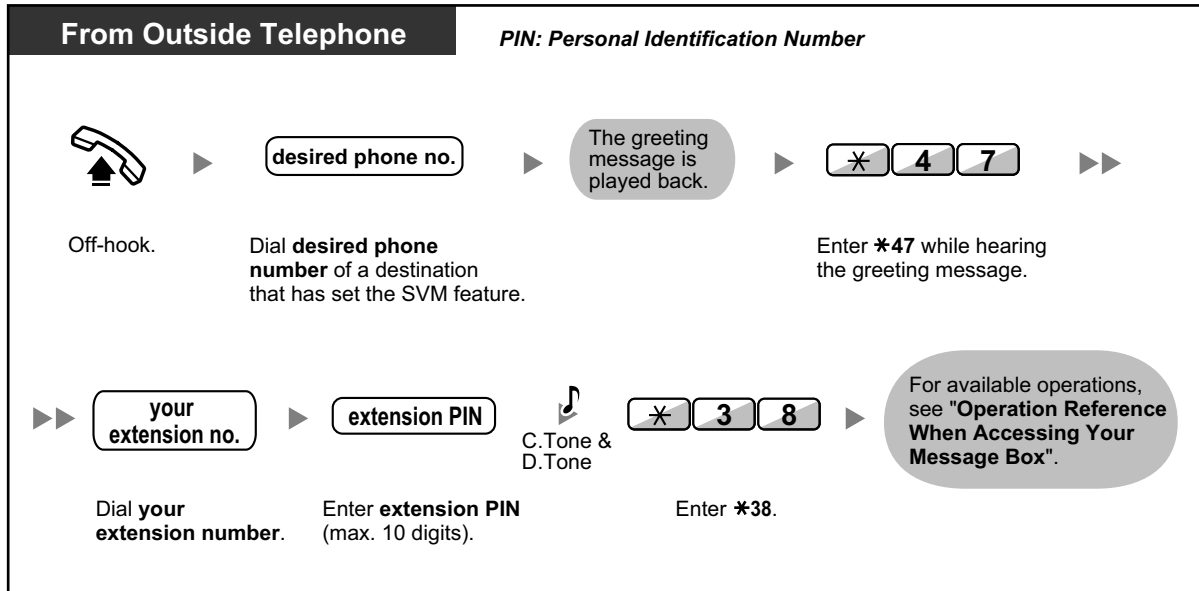 From Outside Telephone
PIN: Personal Identification Number
desired phone no.
The greeting
message is
played back.
* 4 7
Off-hook.
Dial desired phone
number of a destination
that has set the SVM feature.
Enter *47 while hearing
the greeting message.
your
extension no.
extension PIN
C.Tone &
D.Tone
* 3 8
For available operations,
see "Operation Reference
When Accessing Your
Message Box".
Dial your
extension number.
Enter extension PIN
(max. 10 digits).
Enter *38.